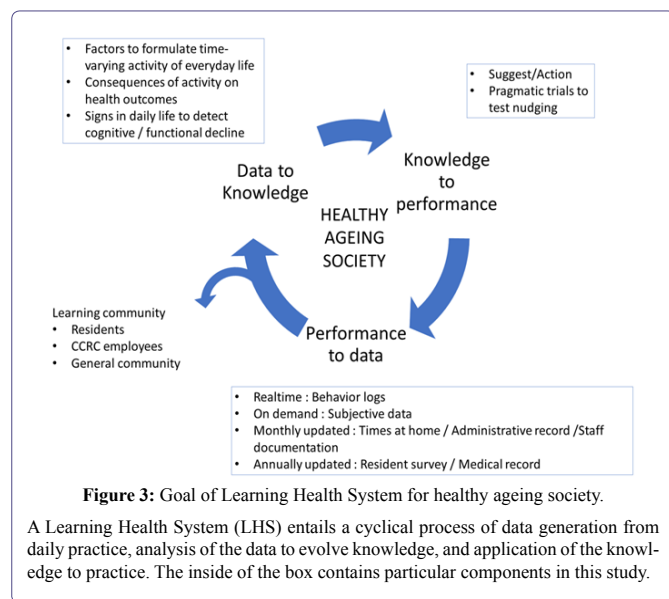 • Factors to formulate time-
varying activity of everyday life
• Consequences of activity on
health outcomes
• Signs in daily life to detect
cognitive / functional decline
• Suggest/Action
• Pragmatic trials to
test nudging
Data to
Knowledge
Knowledge
to
performance
HEALTHY
AGEING
SOCIETY
Learning community
• Residents
• CCRC employees
• General community
Performance
to data
• Realtime : Behavior logs
• On demand : Subjective data
• Monthly updated : Times at home / Administrative record /Staff
documentation
• Annually updated : Resident survey / Medical record
Figure 3: Goal of Learning Health System for healthy ageing society.
A Learning Health System (LHS) entails a cyclical process of data generation from
daily practice, analysis of the data to evolve knowledge, and application of the knowl-
edge to practice. The inside of the box contains particular components in this study.